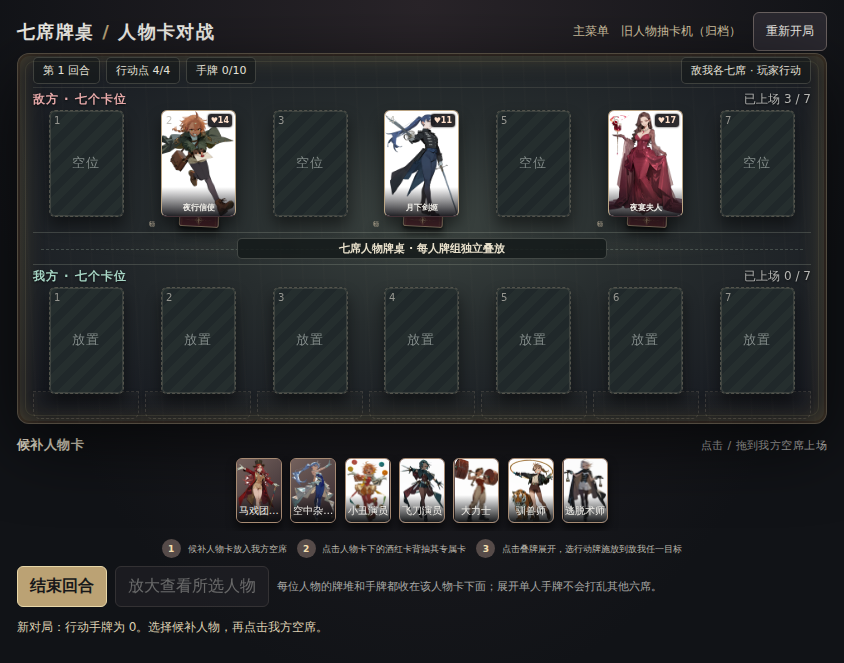 七席牌桌 / 人物卡对战
主菜单 旧人物抽卡机（归档） 重新开局
第 1 回合 行动点 4/4 手牌 0/10 敌我各七席 · 玩家行动
敌方 · 七个卡位 已上场 3 / 7
1 2 3 5 7
♥14 ♥11 ♥17
空位 空位 空位 空位
夜行信使 月下剑姬 夜宴夫人
七席人物牌桌 · 每人牌组独立叠放
我方 · 七个卡位 已上场 0 / 7
1 2 3 4 5 6 7
放置 放置 放置 放置 放置 放置 放置
候补人物卡 点击 / 拖到我方空席上场
马戏团… 空中杂… 小丑演员 飞刀演员 大力士 驯兽师 逃脱术师
1 候补人物卡放入我方空席 2 点击人物卡下的酒红卡背抽其专属卡 3 点击叠牌展开，选行动牌施放到敌我任一目标
结束回合 放大查看所选人物 每位人物的牌堆和手牌都收在该人物卡下面；展开单人手牌不会打乱其他六席。
新对局：行动手牌为 0。选择候补人物，再点击我方空席。